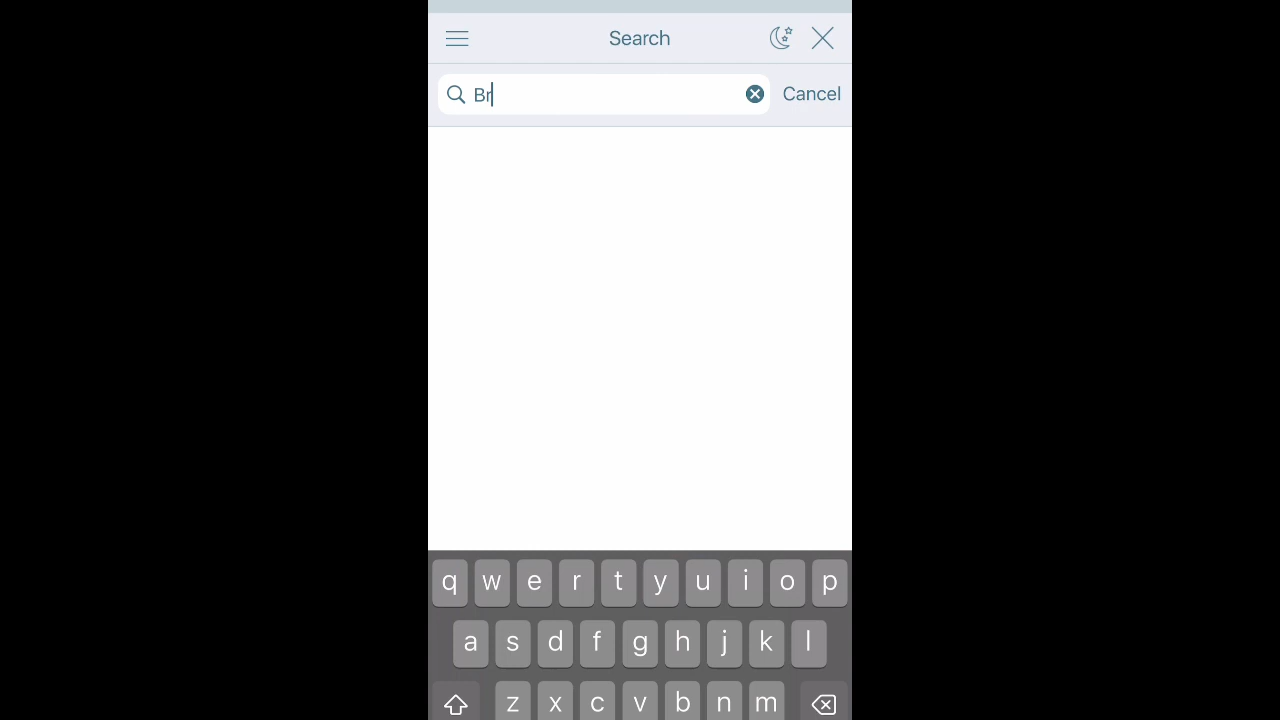 Search
Br
Cancel
q w e r t y u i o p
a s d f g h j k l
z x c v b n m